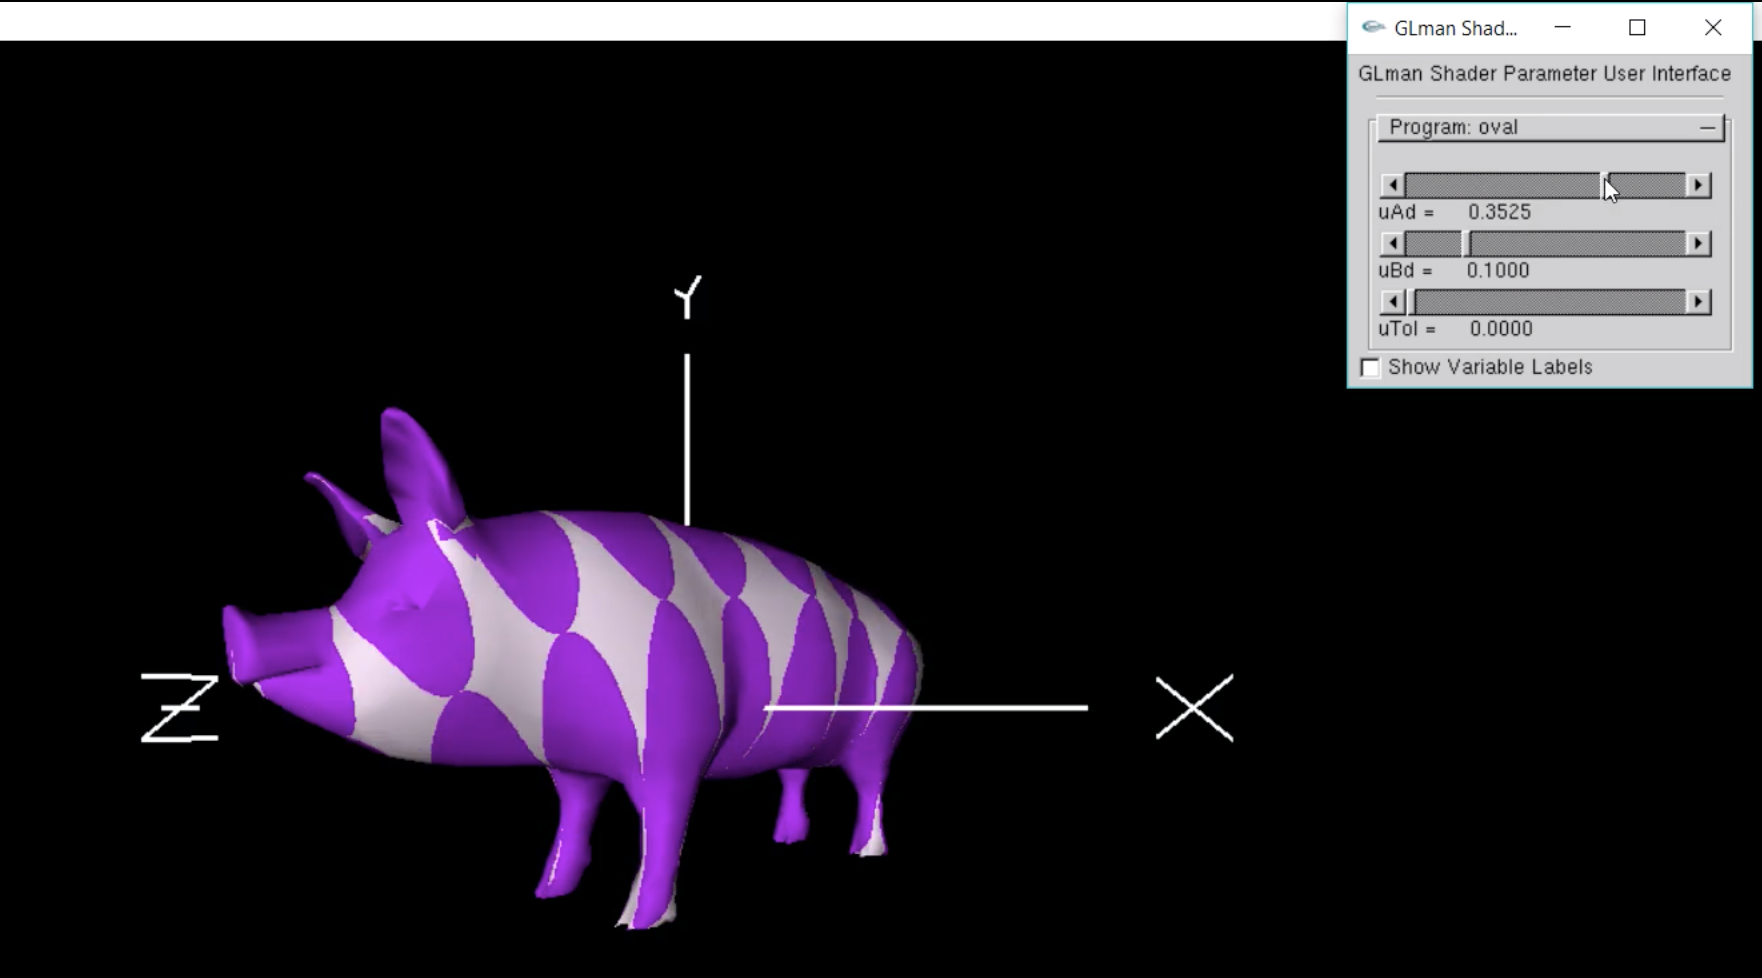 GLman Shad...
GLman Shader Parameter User Interface
Program: oval
uAd = 0.3525
uBd = 0.1000
uTol = 0.0000
Show Variable Labels
Y
Z
X